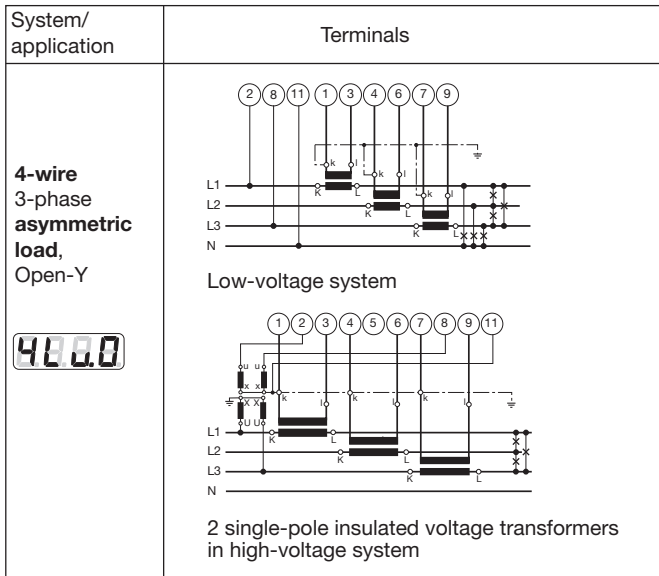 System/
application
Terminals
4-wire
3-phase
asymmetric
load,
Open-Y
4Lu.O
2 8 11 1 3 4 6 7 9
k l
k l
k l
L1 K L
L2 K L
L3 K L
N
Low-voltage system
1 2 3 4 5 6 7 8 9 11
u u
x x
k l k l k l
X X
U U
L1 K L
L2 K L
L3 K L
N
2 single-pole insulated voltage transformers
in high-voltage system